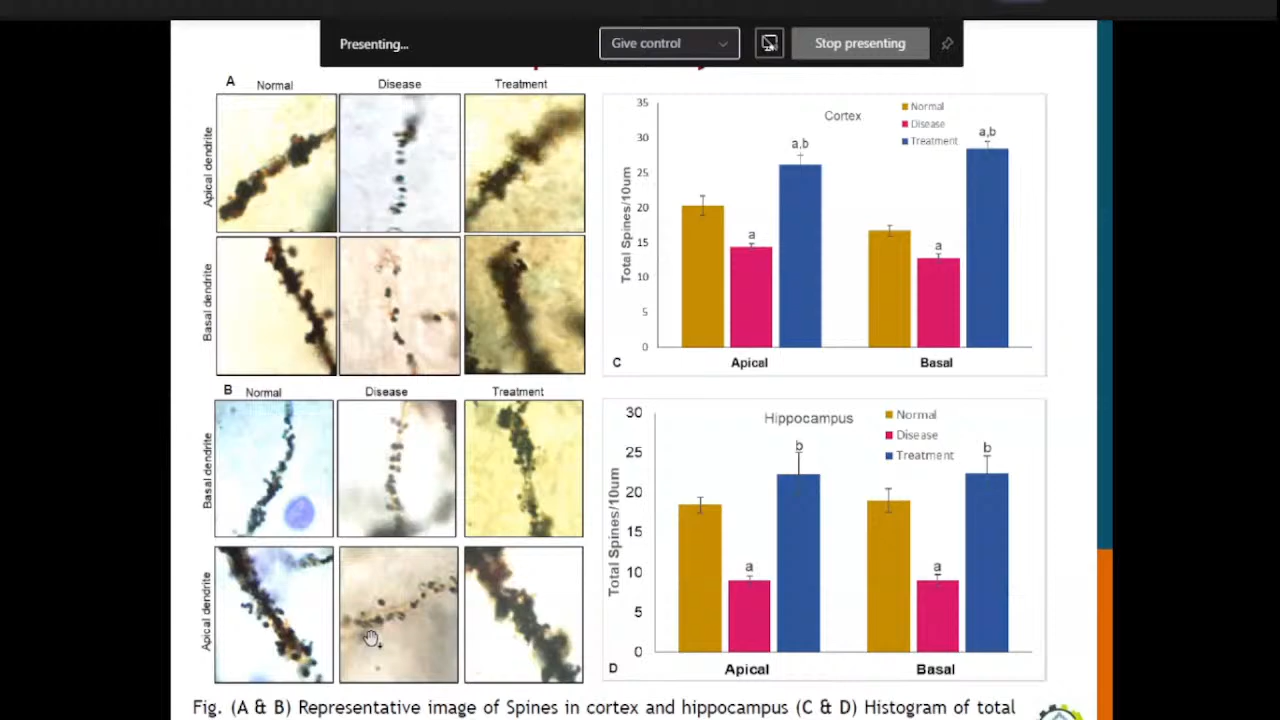 Presenting...
Give control
Stop presenting
A
Normal
Disease
Treatment
Apical dendrite
Basal dendrite
B
Normal
Disease
Treatment
Basal dendrite
Apical dendrite
Cortex
Normal
Disease
Treatment
35
30
25
20
15
10
5
0
Total Spines/10um
a
a,b
a
a,b
Apical
Basal
C
Hippocampus
Normal
Disease
Treatment
30
25
20
15
10
5
0
Total Spines/10um
a
b
a
b
Apical
Basal
D
Fig. (A & B) Representative image of Spines in cortex and hippocampus (C & D) Histogram of total